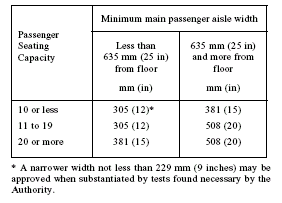 Passenger Seating Capacity
Minimum main passenger aisle width
Less than 635 mm (25 in) from floor
635 mm (25 in) and more from floor
mm (in)
mm (in)
10 or less 305 (12)* 381 (15)
11 to 19 305 (12) 508 (20)
20 or more 381 (15) 508 (20)
* A narrower width not less than 229 mm (9 inches) may be
approved when substantiated by tests found necessary by the
Authority.